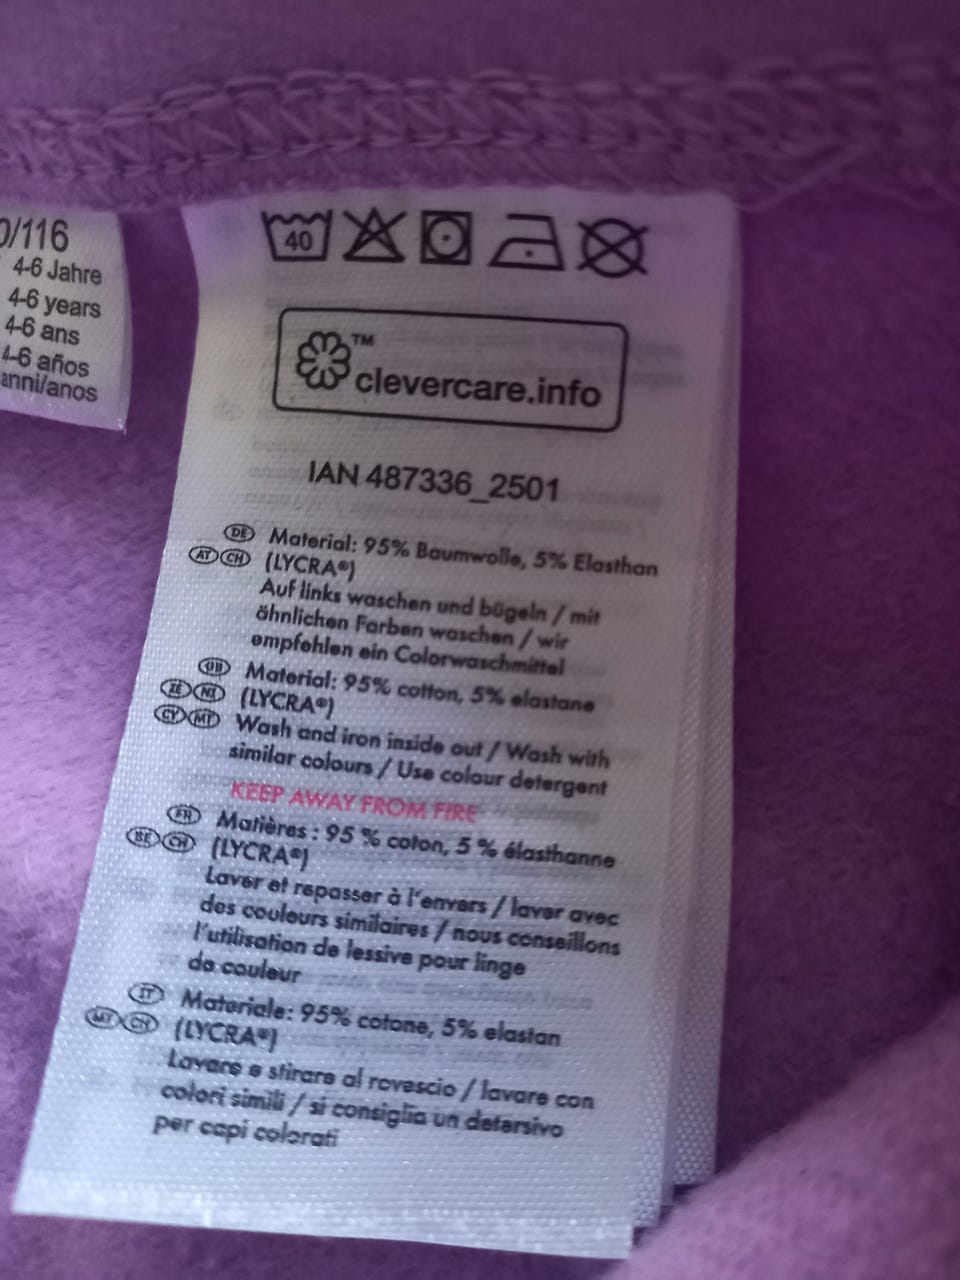 0/116
4-6 Jahre
4-6 years
4-6 ans
4-6 años
anni/anos
40
™
clevercare.info
IAN 487336_2501
DE Material: 95% Baumwolle, 5% Elasthan
AT CH (LYCRA®)
Auf links waschen und bügeln / mit
ähnlichen Farben waschen / wir
empfehlen ein Colorwaschmittel
GB Material: 95% cotton, 5% elastane
IE NI (LYCRA®)
CY MT Wash and iron inside out / Wash with
similar colours / Use colour detergent
KEEP AWAY FROM FIRE
FR Matières : 95 % coton, 5 % élasthanne
BE CH (LYCRA®)
Laver et repasser à l'envers / laver avec
des couleurs similaires / nous conseillons
l'utilisation de lessive pour linge
de couleur
IT Materiale: 95% cotone, 5% elastan
MT CH (LYCRA®)
Lavare e stirare al rovescio / lavare con
colori simili / si consiglia un detersivo
per capi colorati